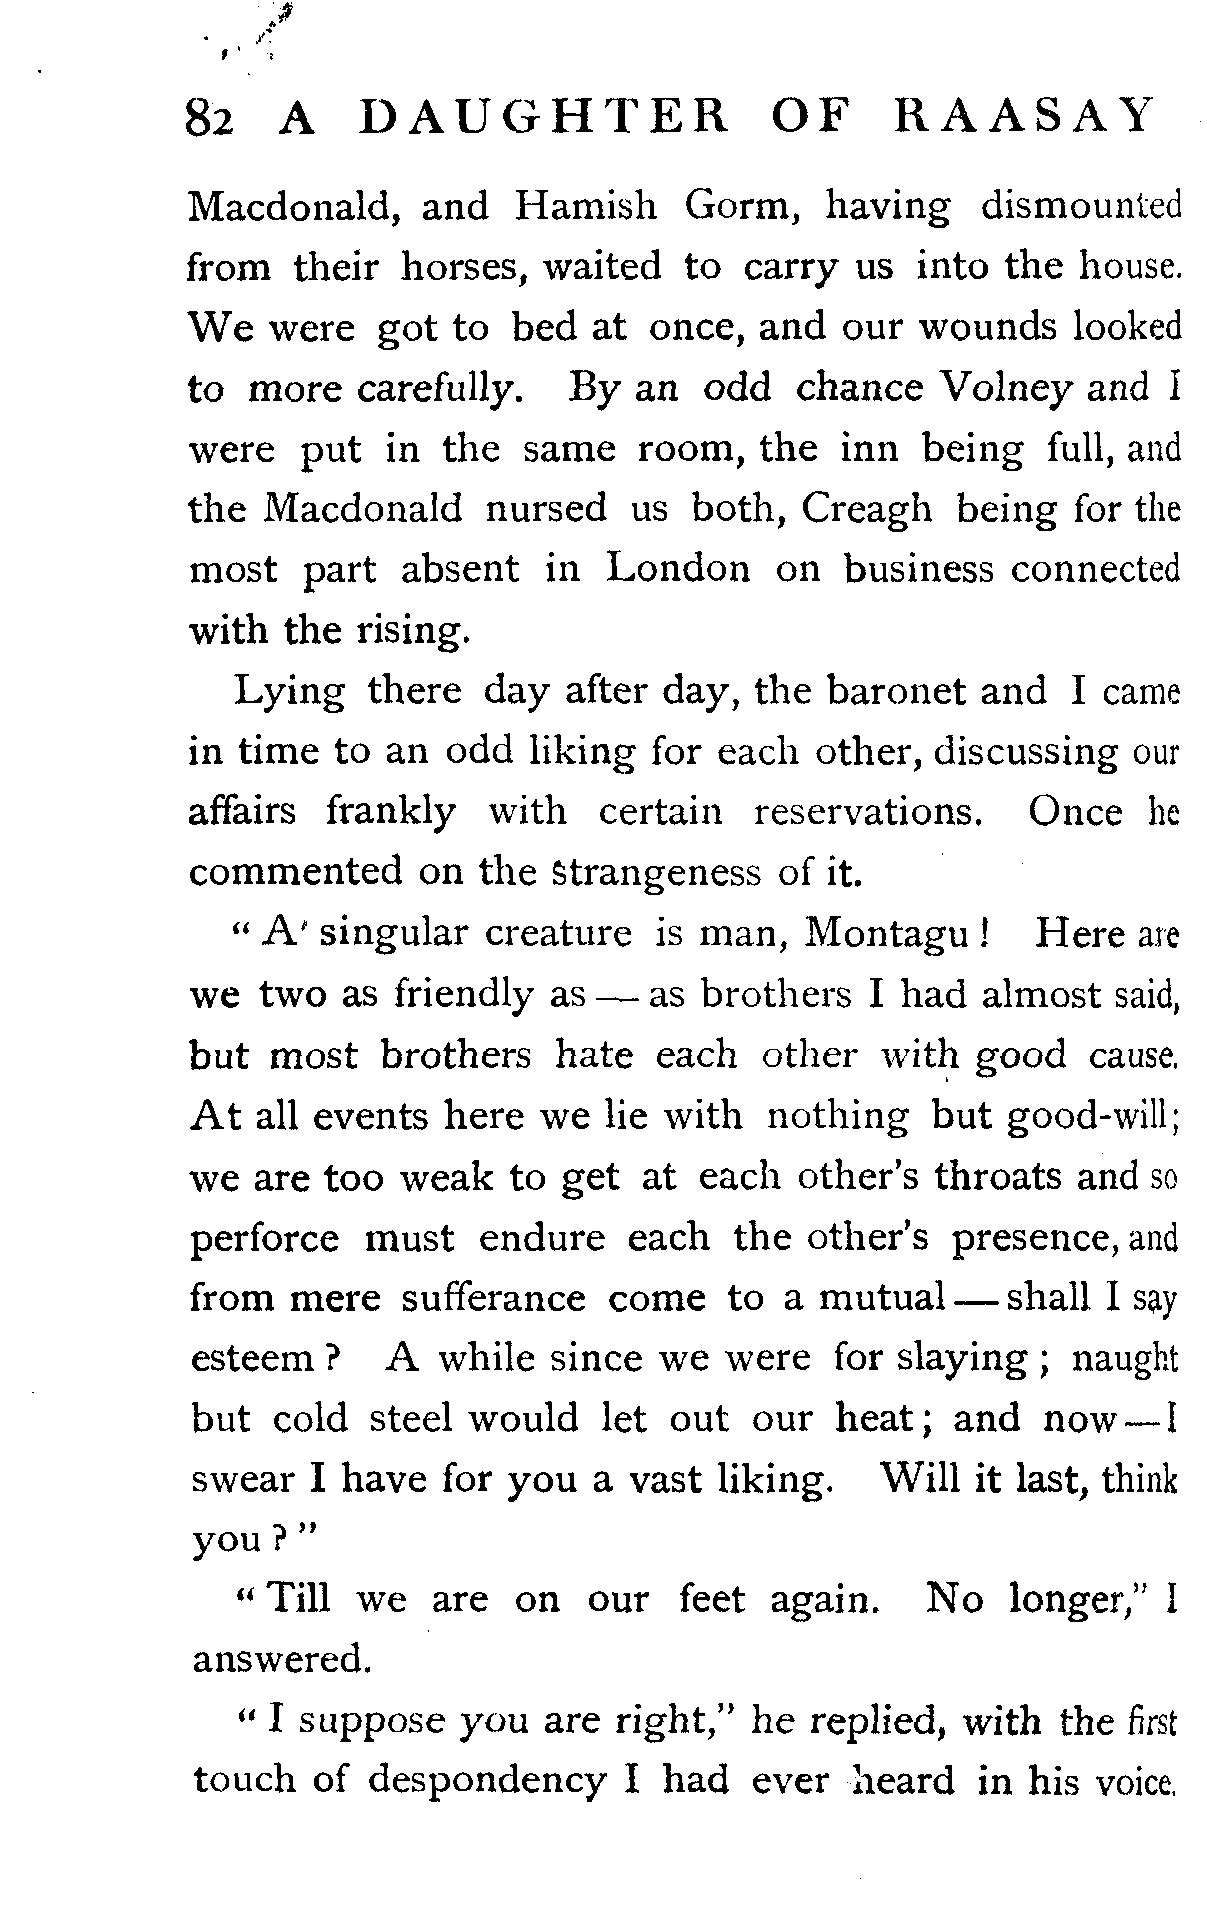 82 A DAUGHTER OF RAASAY
Macdonald, and Hamish Gorm, having dismounted
from their horses, waited to carry us into the house.
We were got to bed at once, and our wounds looked
to more carefully. By an odd chance Volney and I
were put in the same room, the inn being full, and
the Macdonald nursed us both, Creagh being for the
most part absent in London on business connected
with the rising.
Lying there day after day, the baronet and I came
in time to an odd liking for each other, discussing our
affairs frankly with certain reservations. Once he
commented on the strangeness of it.
" A singular creature is man, Montagu ! Here are
we two as friendly as — as brothers I had almost said,
but most brothers hate each other with good cause.
At all events here we lie with nothing but good-will;
we are too weak to get at each other's throats and so
perforce must endure each the other's presence, and
from mere sufferance come to a mutual — shall I say
esteem ? A while since we were for slaying ; naught
but cold steel would let out our heat ; and now — I
swear I have for you a vast liking. Will it last, think
you ? "
" Till we are on our feet again. No longer," I
answered.
" I suppose you are right," he replied, with the first
touch of despondency I had ever heard in his voice.